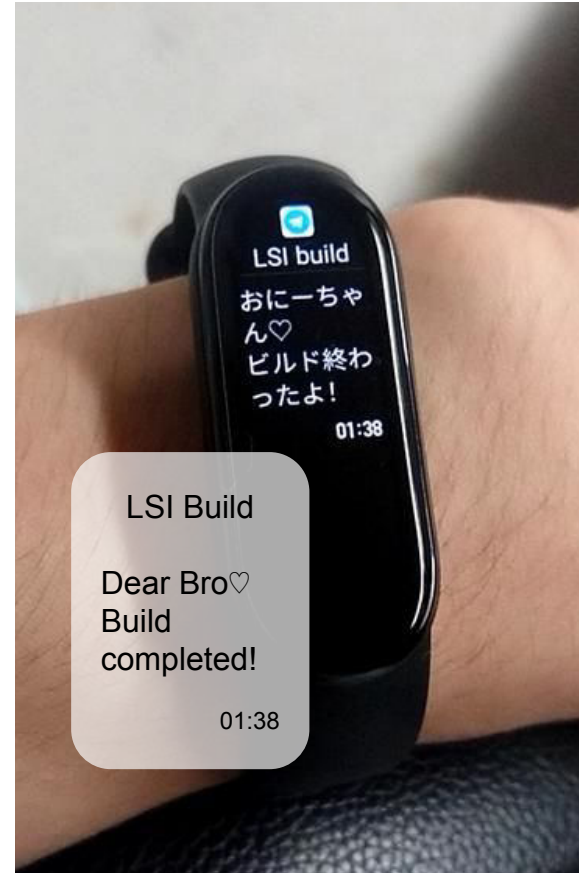 LSI build
おにーちゃ
ん♡
ビルド終わ
ったよ!
01:38
LSI Build
Dear Bro♡
Build
completed!
01:38